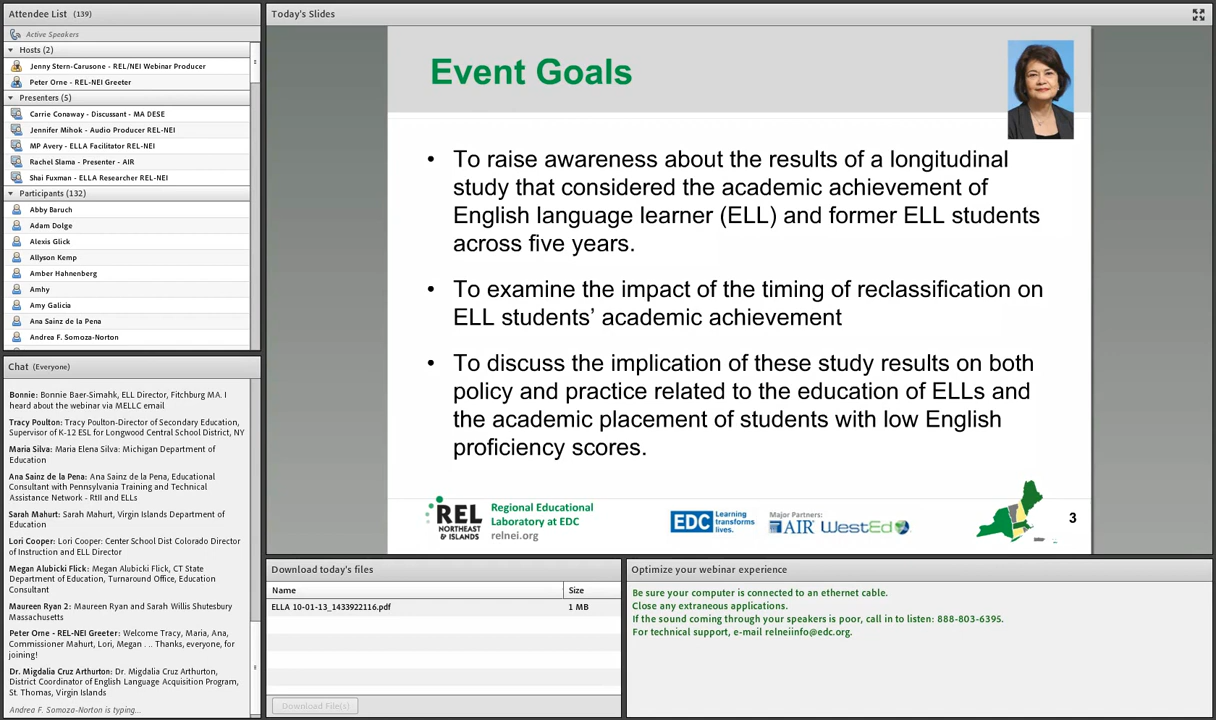 Attendee List (139)
Active Speakers
Hosts (2)
Jenny Stern-Carusone - REL/NEI Webinar Producer
Peter Orne - REL-NEI Greeter
Presenters (5)
Carrie Conaway - Discussant - MA DESE
Jennifer Mihok - Audio Producer REL-NEI
MP Avery - ELLA Facilitator REL-NEI
Rachel Slama - Presenter - AIR
Shai Fuxman - ELLA Researcher REL-NEI
Participants (132)
Abby Baruch
Adam Dolge
Alexis Glick
Allyson Kemp
Amber Hahnenberg
Amhy
Amy Galicia
Ana Sainz de la Pena
Andrea F. Somoza-Norton
Chat (Everyone)
Bonnie: Bonnie Baer-Simahk, ELL Director, Fitchburg MA. I
heard about the webinar via MELLC email
Tracy Poulton: Tracy Poulton-Director of Secondary Education,
Supervisor of K-12 ESL for Longwood Central School District, NY
Maria Silva: Maria Elena Silva: Michigan Department of
Education
Ana Sainz de la Pena: Ana Sainz de la Pena, Educational
Consultant with Pennsylvania Training and Technical
Assistance Network - RtII and ELLs
Sarah Mahurt: Sarah Mahurt, Virgin Islands Department of
Education
Lori Cooper: Lori Cooper: Center School Dist Colorado Director
of Instruction and ELL Director
Megan Alubicki Flick: Megan Alubicki Flick, CT State
Department of Education, Turnaround Office, Education
Consultant
Maureen Ryan 2: Maureen Ryan and Sarah Willis Shutesbury
Massachusetts
Peter Orne - REL-NEI Greeter: Welcome Tracy, Maria, Ana,
Commissioner Mahurt, Lori, Megan . .. Thanks, everyone, for
joining!
Dr. Migdalia Cruz Arthurton: Dr. Migdalia Cruz Arthurton,
District Coordinator of English Language Acquisition Program,
St. Thomas, Virgin Islands
Andrea F. Somoza-Norton is typing...
Today's Slides
Event Goals
• To raise awareness about the results of a longitudinal
study that considered the academic achievement of
English language learner (ELL) and former ELL students
across five years.
• To examine the impact of the timing of reclassification on
ELL students’ academic achievement
• To discuss the implication of these study results on both
policy and practice related to the education of ELLs and
the academic placement of students with low English
proficiency scores.
REL
NORTHEAST
& ISLANDS
Regional Educational
Laboratory at EDC
relnei.org
EDC Learning
transforms
lives.
Major Partners:
AIR WestEd
3
Download today's files
Name Size
ELLA 10-01-13_1433922116.pdf 1 MB
Download File(s)
Optimize your webinar experience
Be sure your computer is connected to an ethernet cable.
Close any extraneous applications.
If the sound coming through your speakers is poor, call in to listen: 888-803-6395.
For technical support, e-mail relneiinfo@edc.org.